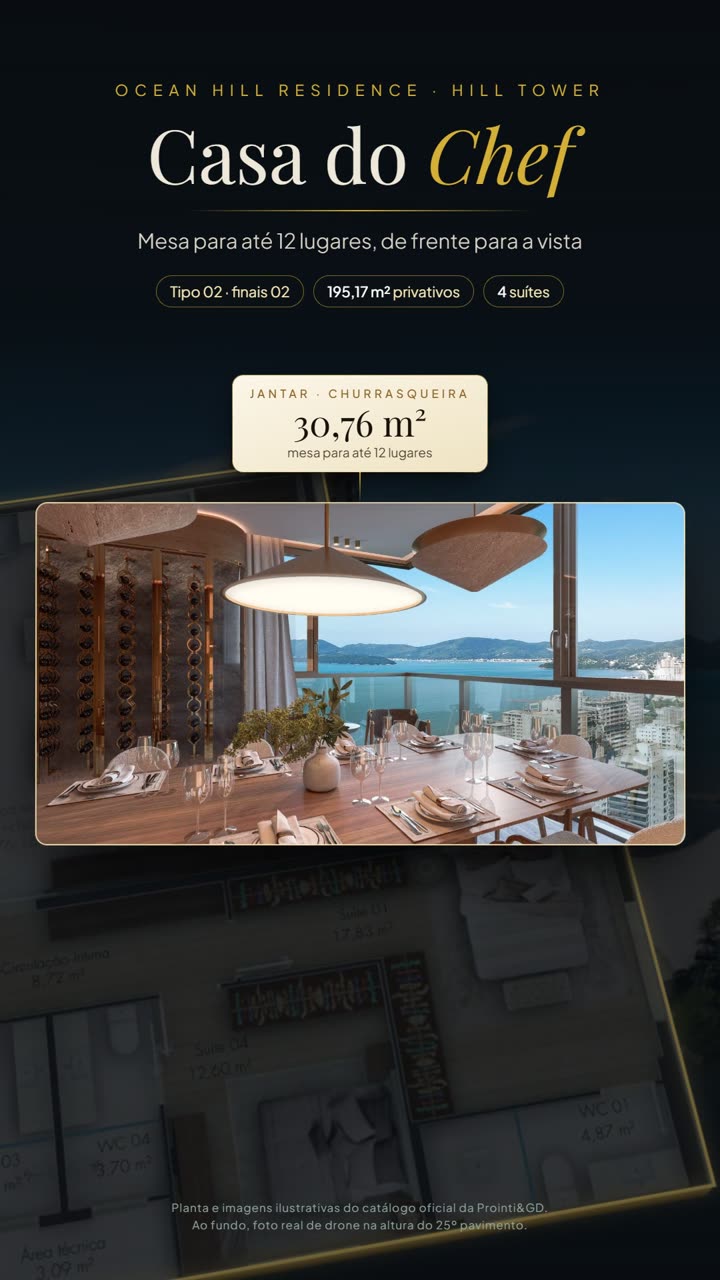 OCEAN HILL RESIDENCE · HILL TOWER
Casa do Chef
Mesa para até 12 lugares, de frente para a vista
Tipo 02 · finais 02
195,17 m² privativos
4 suítes
JANTAR · CHURRASQUEIRA
30,76 m²
mesa para até 12 lugares
Suíte 01
17,83 m²
Circulação Íntima
8,72 m²
Suíte 04
12,60 m²
WC 01
4,87 m²
WC 04
3,70 m²
03
m²
Planta e imagens ilustrativas do catálogo oficial da Prointi&GD.
Ao fundo, foto real de drone na altura do 25º pavimento.
Área técnica
3,09 m²